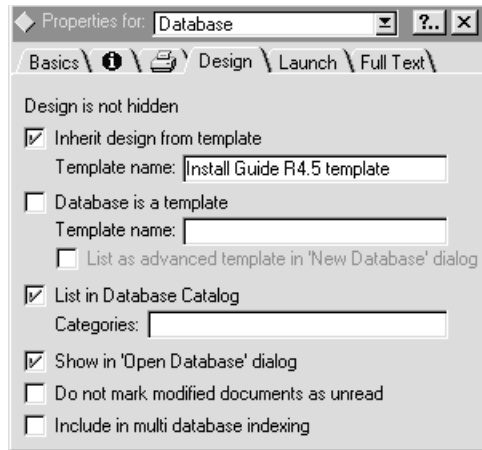 Properties for: Database ?..
Basics Design Launch Full Text
Design is not hidden
Inherit design from template
Template name: Install Guide R4.5 template
Database is a template
Template name:
List as advanced template in 'New Database' dialog
List in Database Catalog
Categories:
Show in 'Open Database' dialog
Do not mark modified documents as unread
Include in multi database indexing